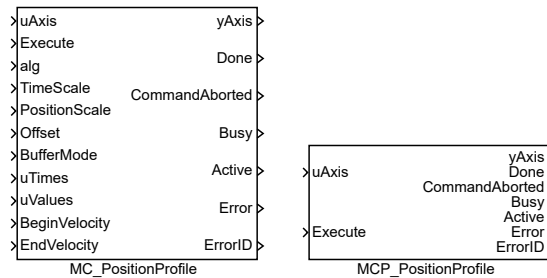 uAxis
Execute
alg
TimeScale
PositionScale
Offset
BufferMode
uTimes
uValues
BeginVelocity
EndVelocity
yAxis
Done
CommandAborted
Busy
Active
Error
ErrorID
MC_PositionProfile
uAxis
Execute
yAxis
Done
CommandAborted
Busy
Active
Error
ErrorID
MCP_PositionProfile